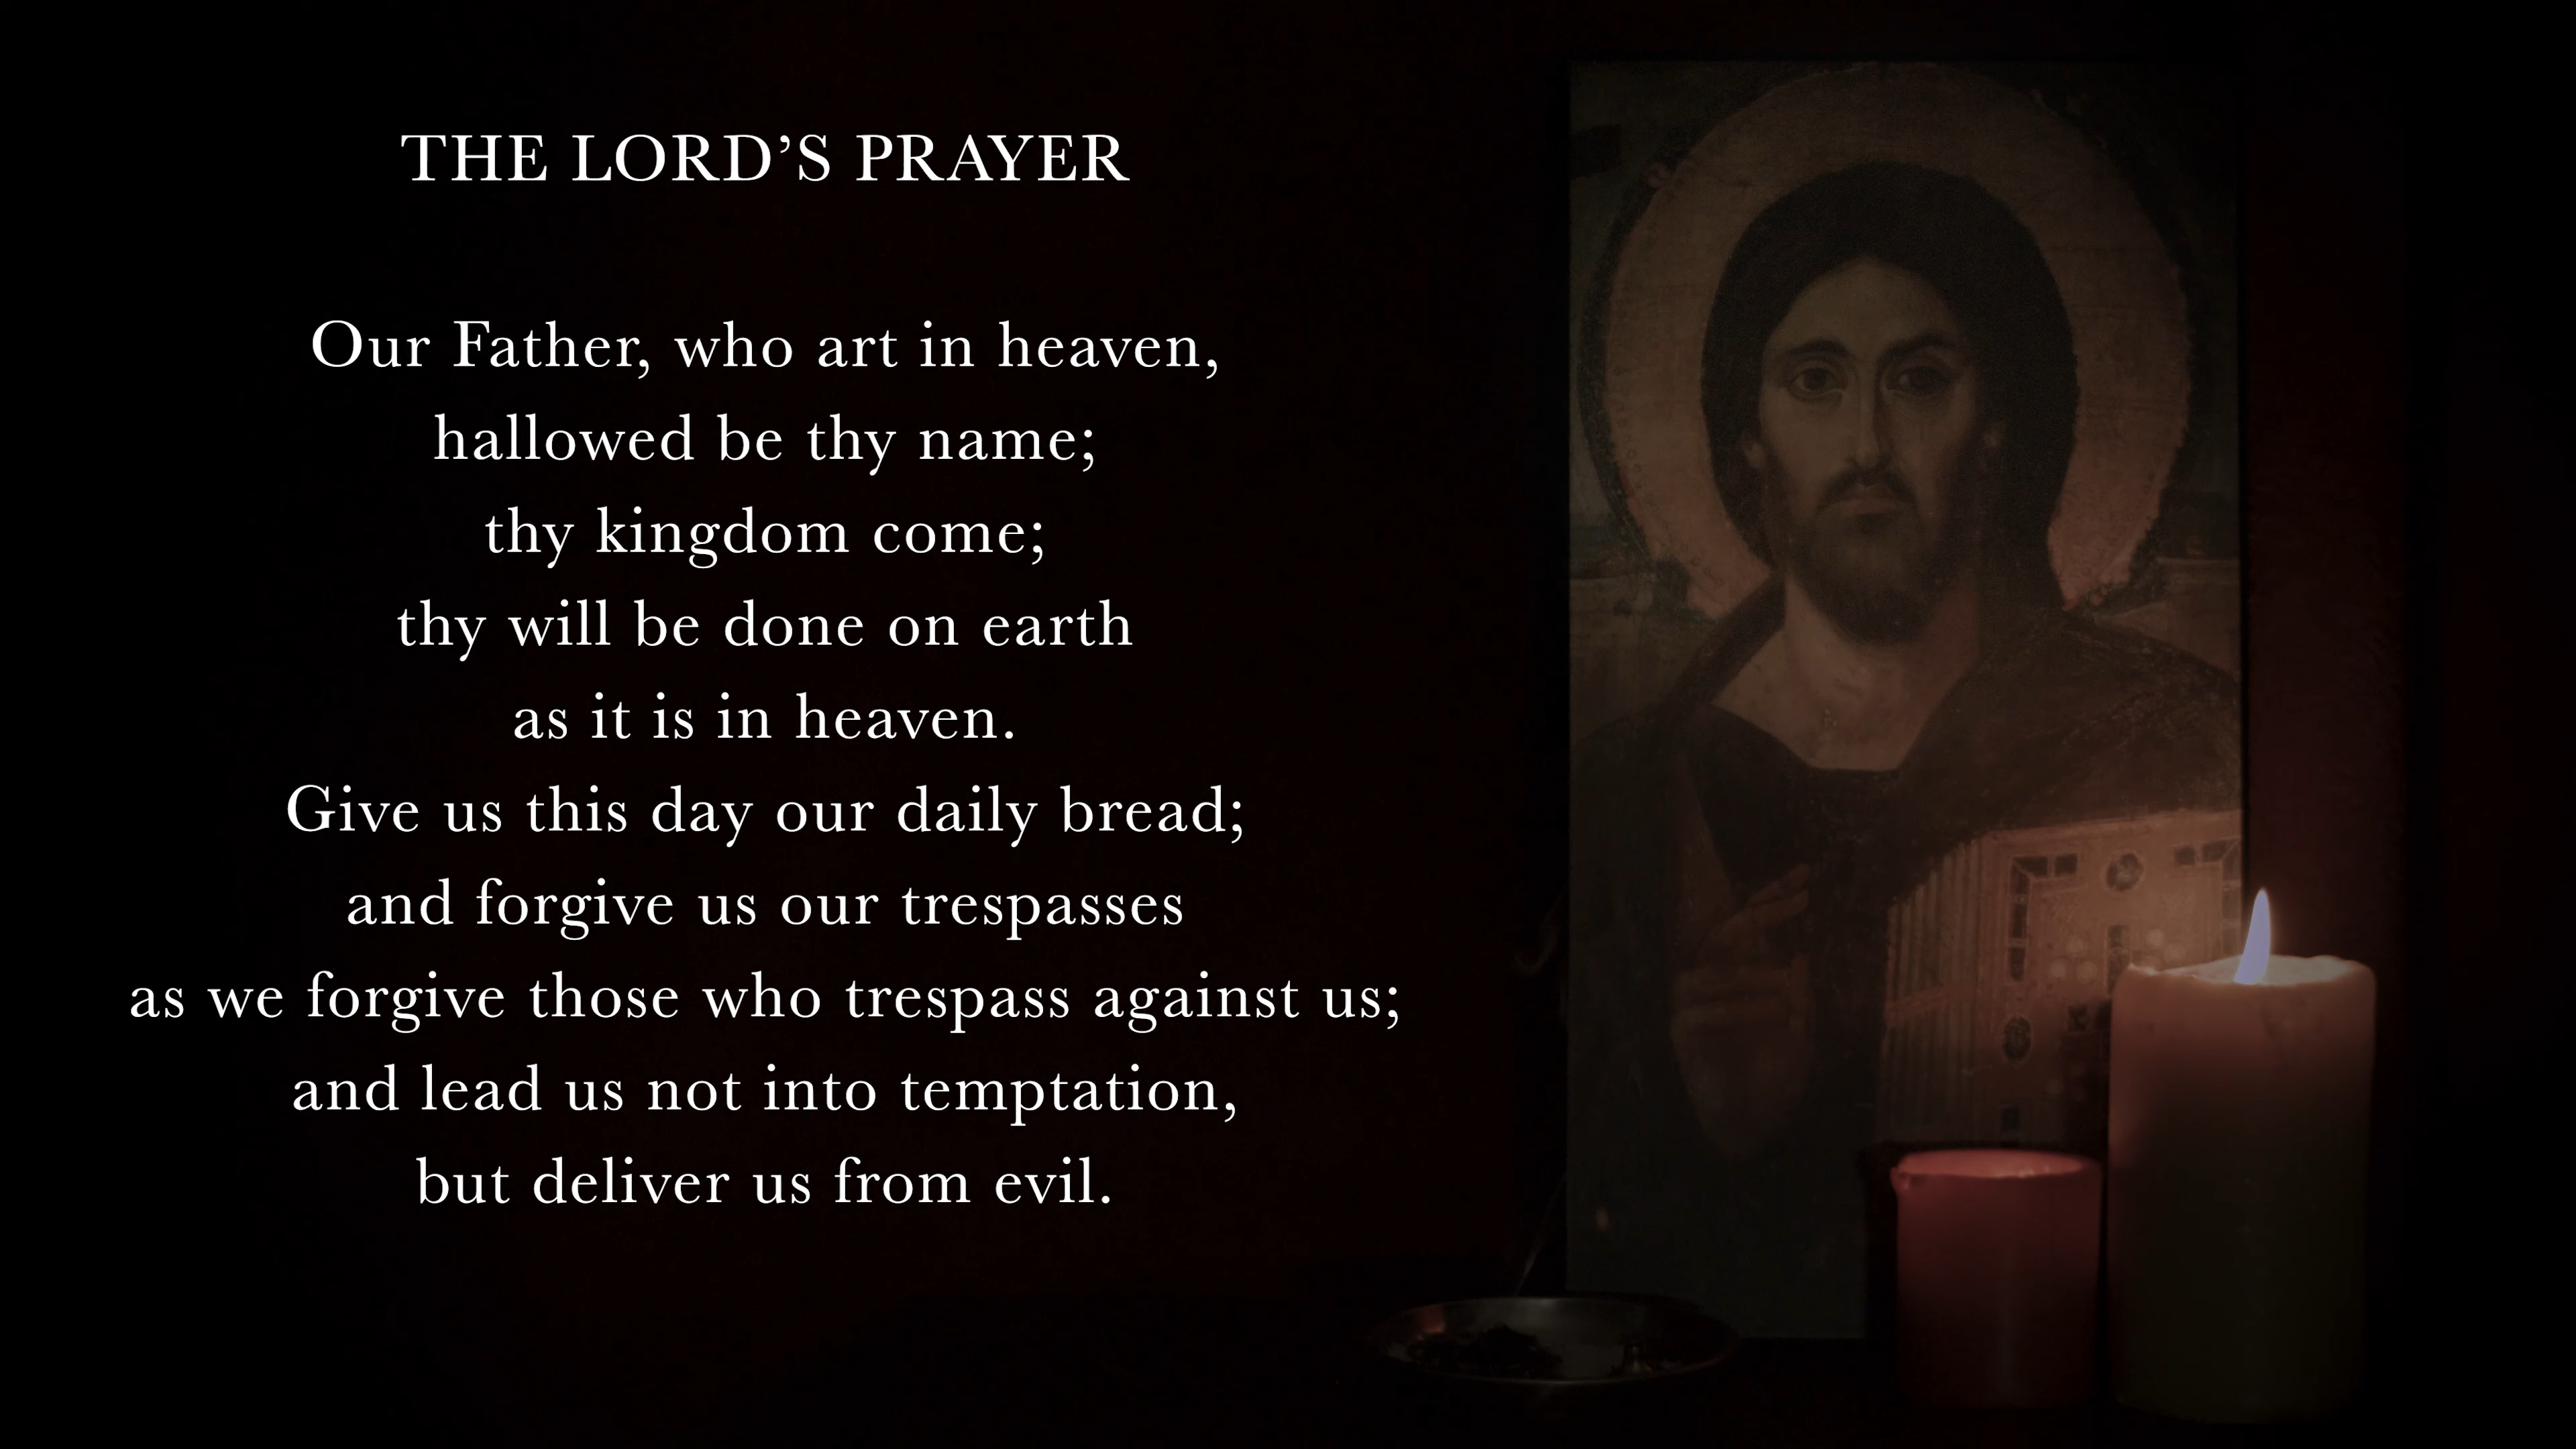 THE LORD’S PRAYER
Our Father, who art in heaven,
hallowed be thy name;
thy kingdom come;
thy will be done on earth
as it is in heaven.
Give us this day our daily bread;
and forgive us our trespasses
as we forgive those who trespass against us;
and lead us not into temptation,
but deliver us from evil.